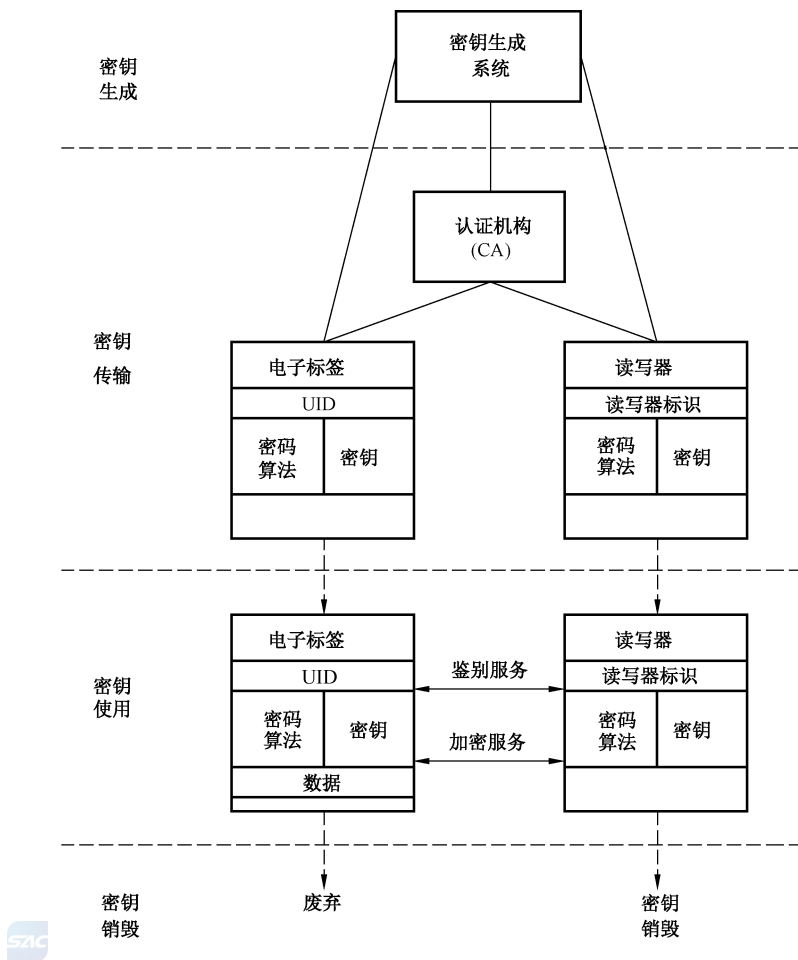 密钥生成
系统
密钥
生成
认证机构
(CA)
密钥
传输
电子标签
UID
密码
算法
密钥
读写器
读写器标识
密码
算法
密钥
密钥
使用
电子标签
UID
密码
算法
密钥
数据
鉴别服务
加密服务
读写器
读写器标识
密码
算法
密钥
密钥
销毁
废弃
密钥
销毁
SAC